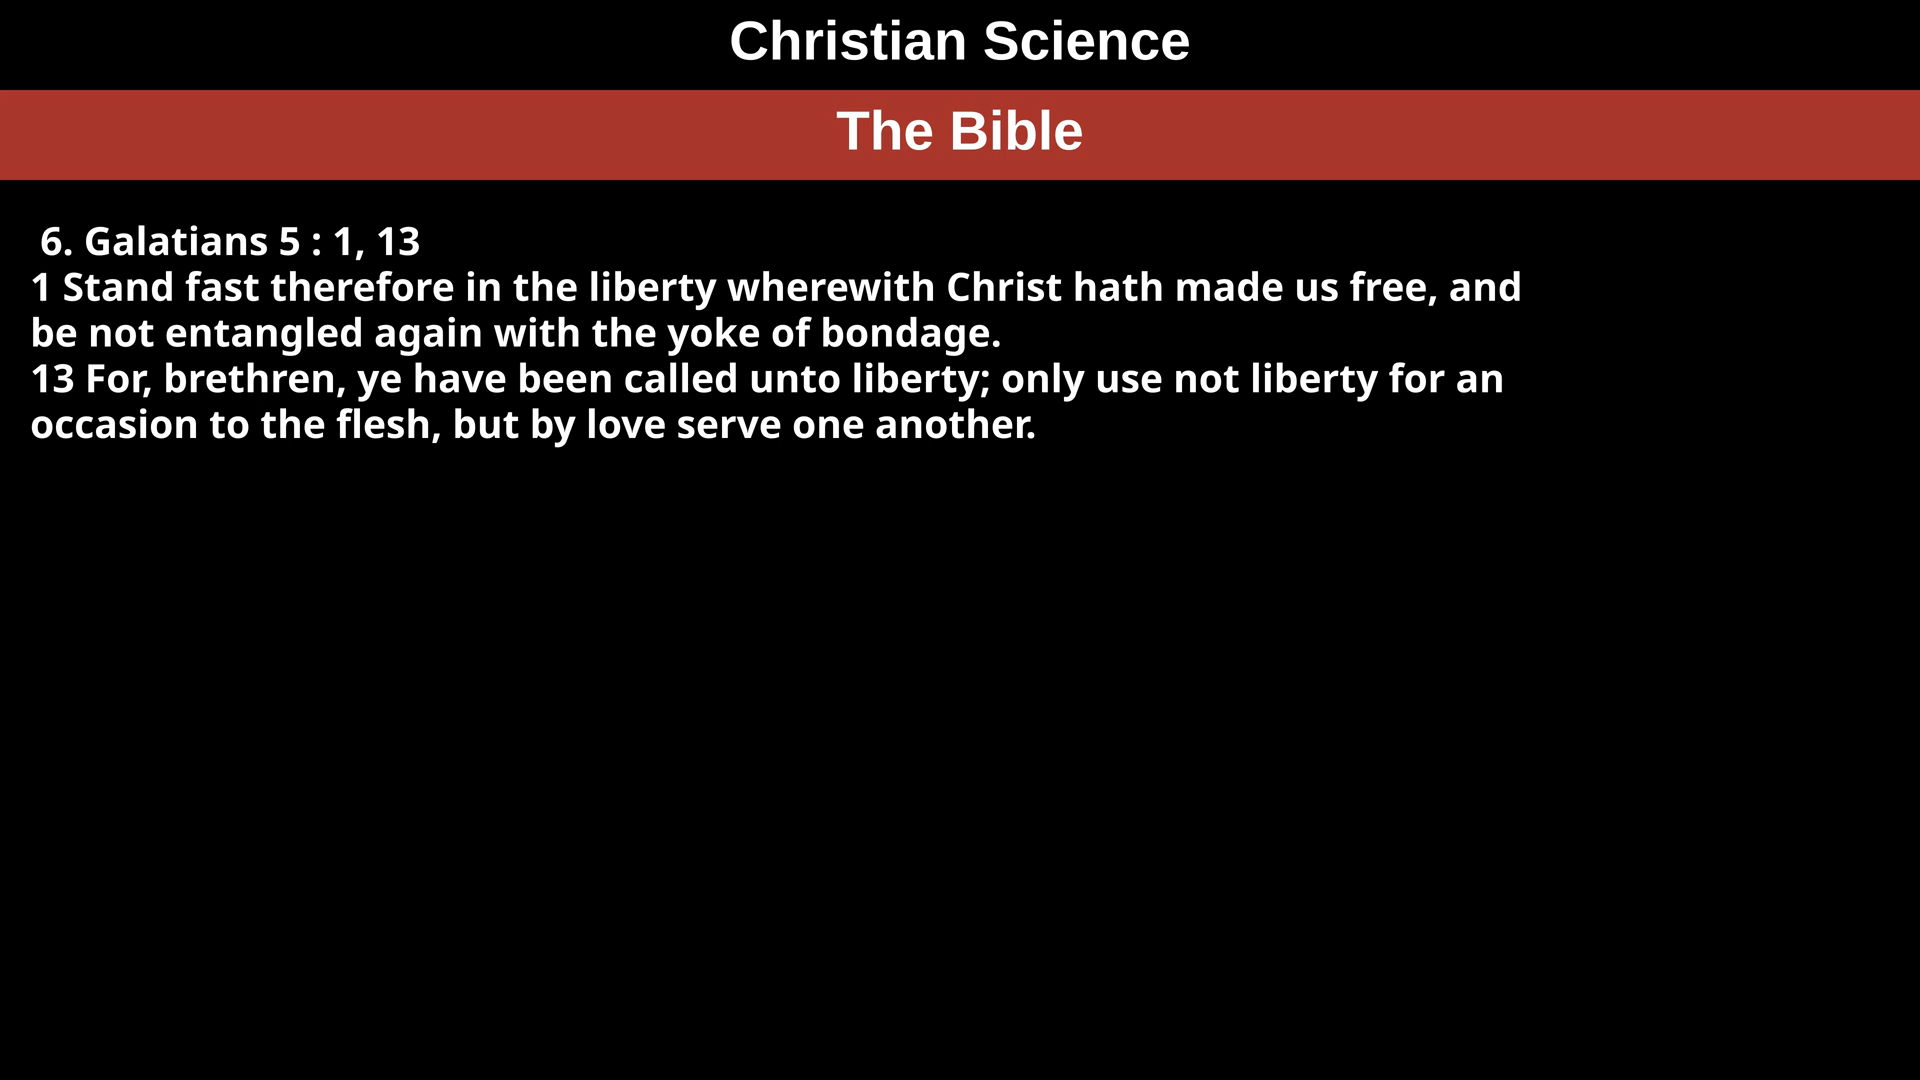 Christian Science
The Bible
6. Galatians 5 : 1, 13
1 Stand fast therefore in the liberty wherewith Christ hath made us free, and
be not entangled again with the yoke of bondage.
13 For, brethren, ye have been called unto liberty; only use not liberty for an
occasion to the flesh, but by love serve one another.